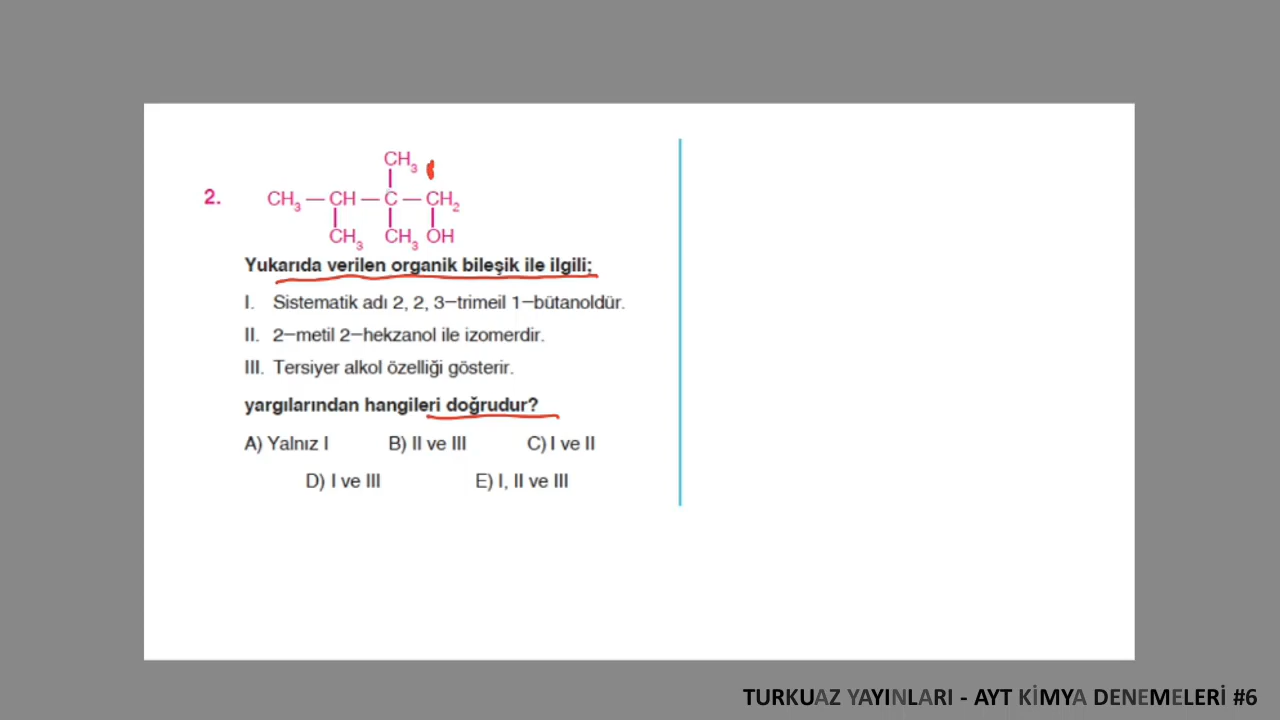 CH3
2. CH3 — CH — C — CH2
CH3 CH3 OH
Yukarıda verilen organik bileşik ile ilgili;
I. Sistematik adı 2, 2, 3–trimeil 1–bütanoldür.
II. 2–metil 2–hekzanol ile izomerdir.
III. Tersiyer alkol özelliği gösterir.
yargılarından hangileri doğrudur?
A) Yalnız I B) II ve III C) I ve II
D) I ve III E) I, II ve III
TURKUAZ YAYINLARI - AYT KİMYA DENEMELERİ #6